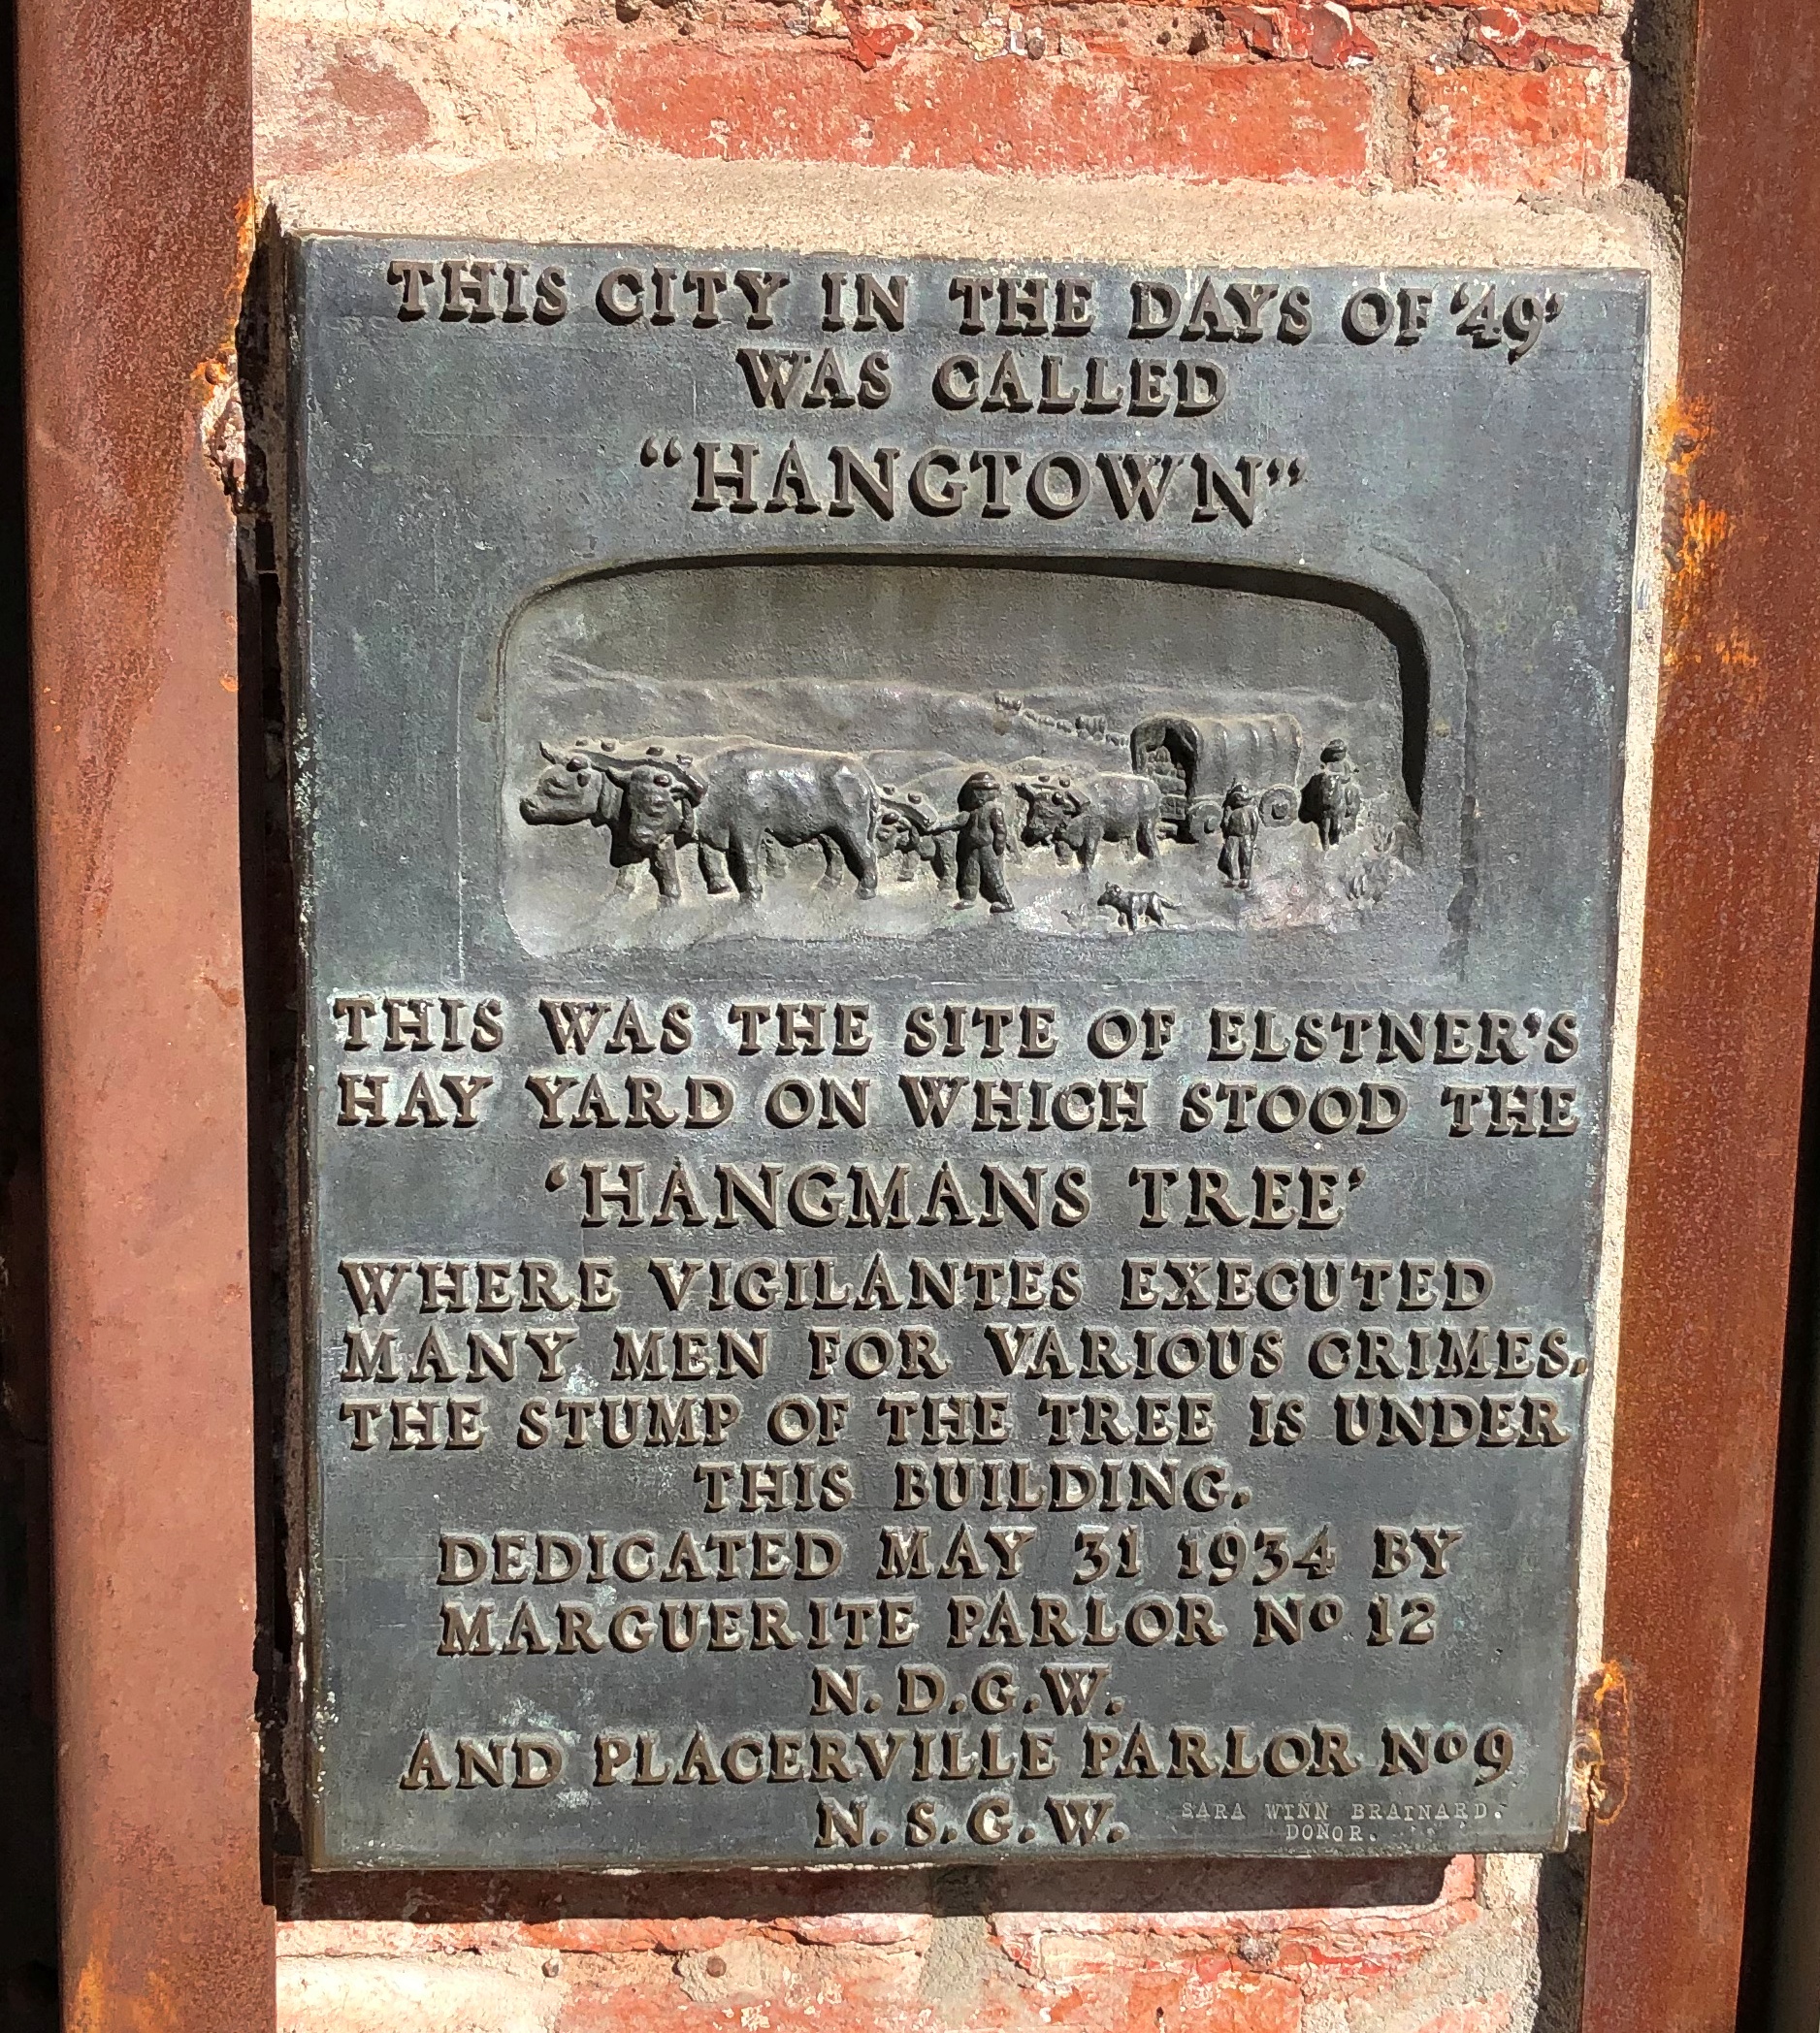 THIS CITY IN THE DAYS OF '49'
WAS CALLED
“HANGTOWN”
THIS WAS THE SITE OF ELSTNER'S
HAY YARD ON WHICH STOOD THE
‘HANGMANS TREE’
WHERE VIGILANTES EXECUTED
MANY MEN FOR VARIOUS CRIMES.
THE STUMP OF THE TREE IS UNDER
THIS BUILDING.
DEDICATED MAY 31 1934 BY
MARGUERITE PARLOR Nº 12
N.D.G.W.
AND PLACERVILLE PARLOR Nº 9
N.S.G.W.
SARA WINN BRAINARD.
DONOR.